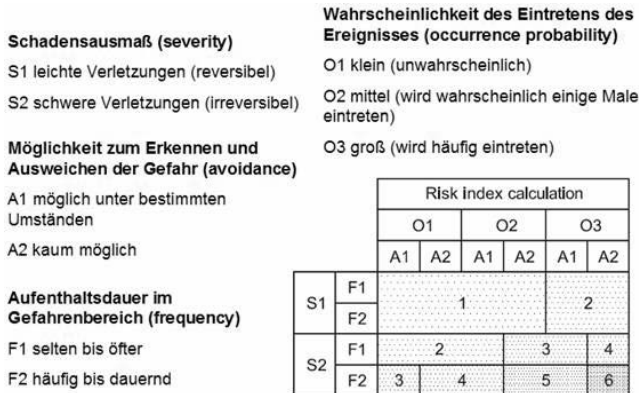 Schadensausmaß (severity)
S1 leichte Verletzungen (reversibel)
S2 schwere Verletzungen (irreversibel)
Möglichkeit zum Erkennen und
Ausweichen der Gefahr (avoidance)
A1 möglich unter bestimmten
Umständen
A2 kaum möglich
Aufenthaltsdauer im
Gefahrenbereich (frequency)
F1 selten bis öfter
F2 häufig bis dauernd
Wahrscheinlichkeit des Eintretens des
Ereignisses (occurrence probability)
O1 klein (unwahrscheinlich)
O2 mittel (wird wahrscheinlich einige Male
eintreten)
O3 groß (wird häufig eintreten)
Risk index calculation
O1 O2 O3
A1 A2 A1 A2 A1 A2
S1 F1 1 2
F2
S2 F1 2 3 4
F2 3 4 5 6